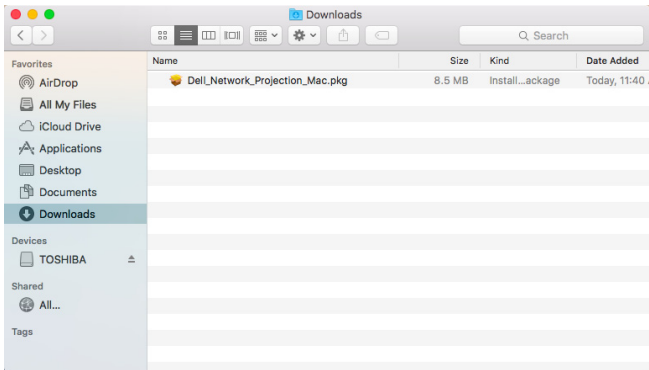 Downloads
Search
Favorites
AirDrop
All My Files
iCloud Drive
Applications
Desktop
Documents
Downloads
Devices
TOSHIBA
Shared
All...
Tags
Name Size Kind Date Added
Dell_Network_Projection_Mac.pkg 8.5 MB Install...ackage Today, 11:40